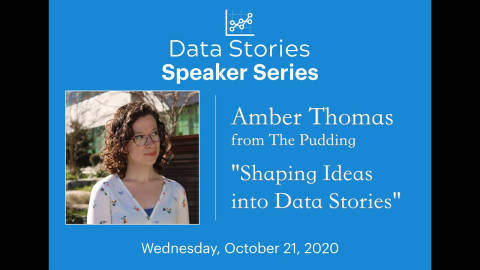 Data Stories
Speaker Series
Amber Thomas
from The Pudding
"Shaping Ideas
into Data Stories"
Wednesday, October 21, 2020